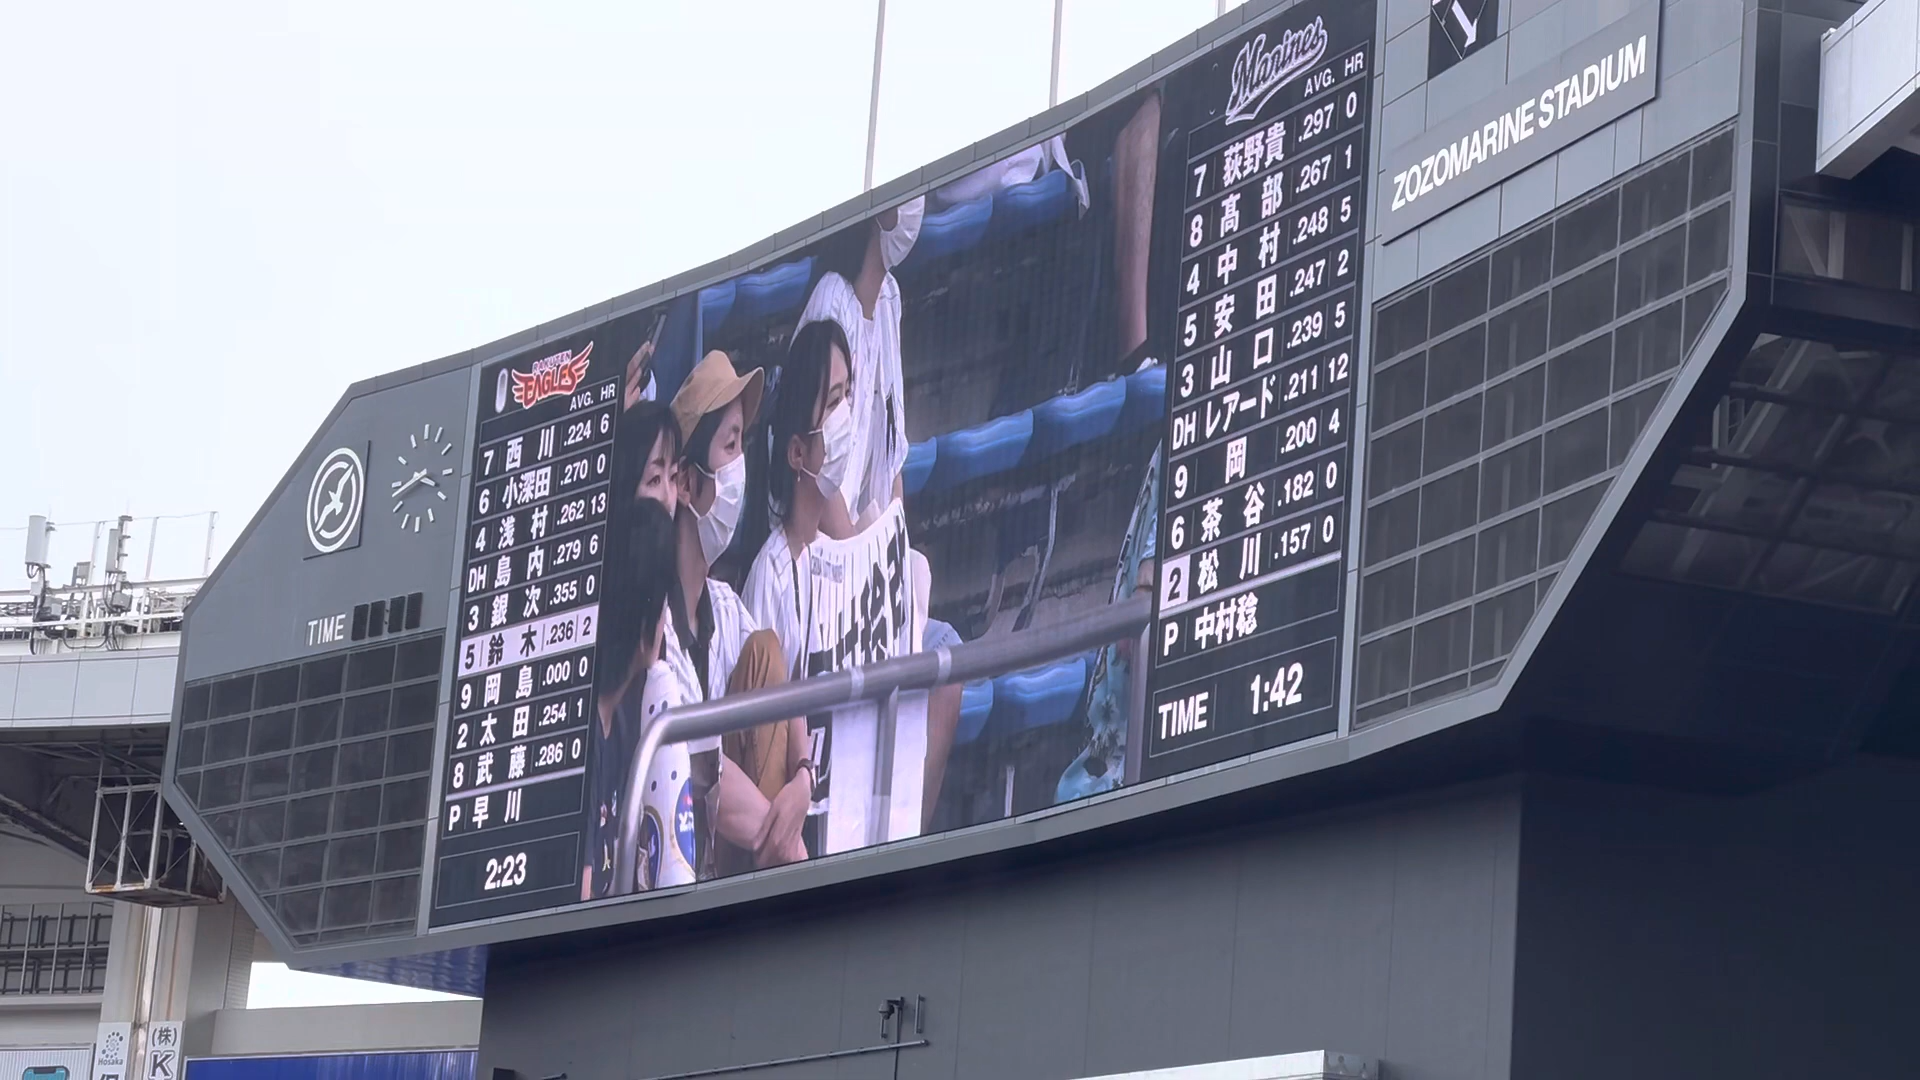 ZOZOMARINE STADIUM
TIME
RAKUTEN
EAGLES
AVG. HR
7 西川 .224 6
6 小深田 .270 0
4 浅村 .262 13
DH 島内 .279 6
3 銀次 .355 0
5 鈴木 .236 2
9 岡島 .000 0
2 太田 .254 1
8 武藤 .286 0
P 早川
2:23
Marines
AVG. HR
7 荻野貴 .297 0
8 髙部 .267 1
4 中村 .248 5
5 安田 .247 2
3 山口 .239 5
DH レアード .211 12
9 岡 .200 4
6 茶谷 .182 0
2 松川 .157 0
P 中村稔
TIME 1:42
Hosaka
(株)
K